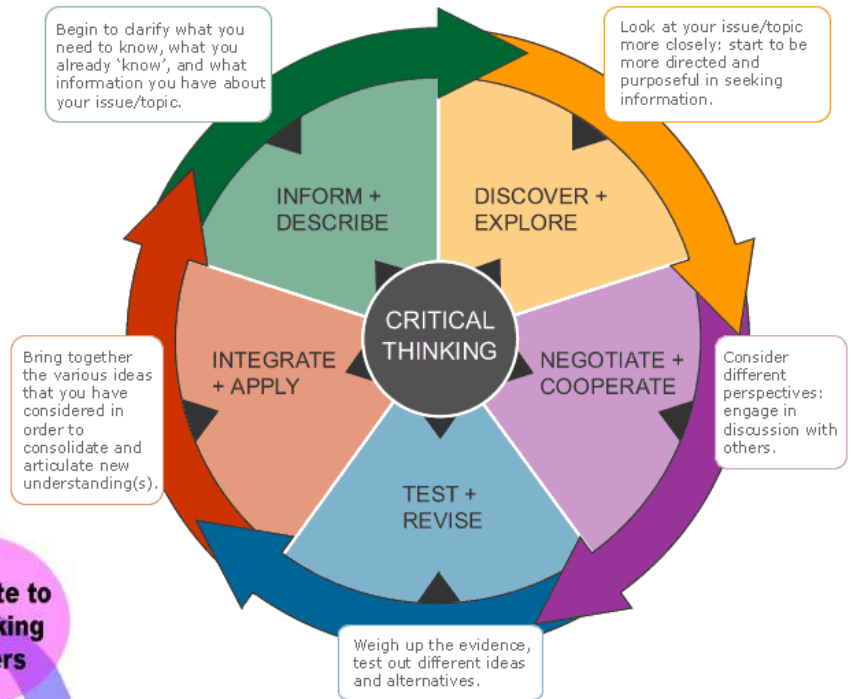 Begin to clarify what you
need to know, what you
already ‘know’, and what
information you have about
your issue/topic.
Look at your issue/topic
more closely: start to be
more directed and
purposeful in seeking
information.
INFORM +
DESCRIBE
DISCOVER +
EXPLORE
CRITICAL
THINKING
INTEGRATE
+ APPLY
NEGOTIATE +
COOPERATE
TEST +
REVISE
Bring together
the various ideas
that you have
considered in
order to
consolidate and
articulate new
understanding(s).
Consider
different
perspectives:
engage in
discussion with
others.
Weigh up the evidence,
test out different ideas
and alternatives.
to